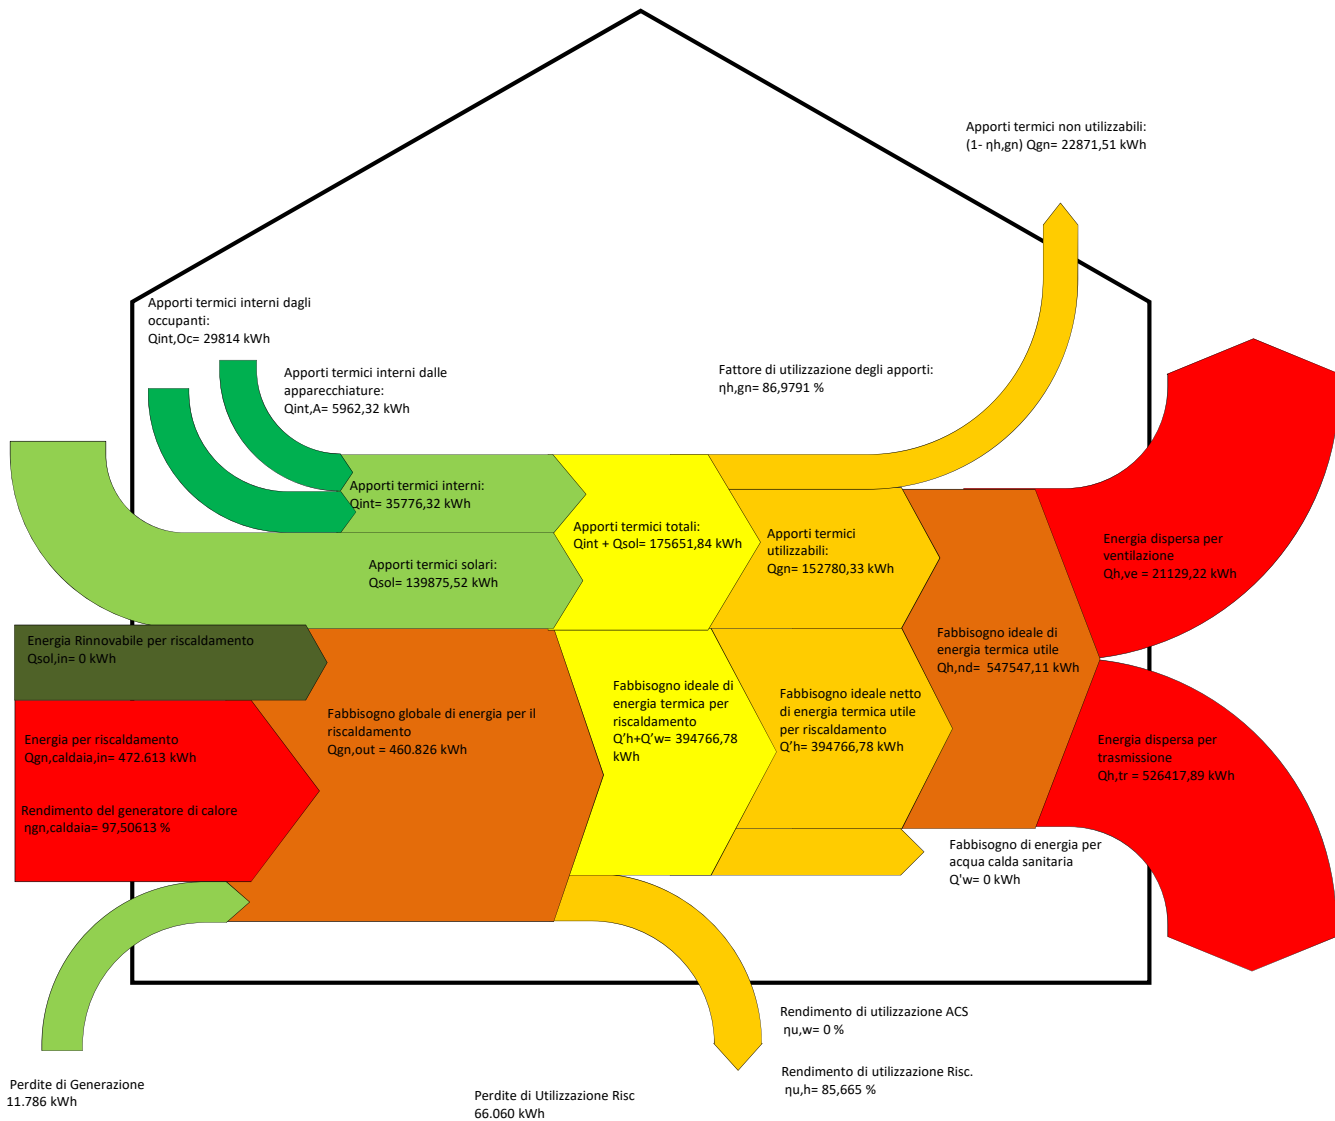 Apporti termici non utilizzabili:
(1- ηh,gn) Qgn= 22871,51 kWh
Apporti termici interni dagli
occupanti:
Qint,Oc= 29814 kWh
Apporti termici interni dalle
apparecchiature:
Qint,A= 5962,32 kWh
Fattore di utilizzazione degli apporti:
ηh,gn= 86,9791 %
Apporti termici interni:
Qint= 35776,32 kWh
Apporti termici totali:
Qint + Qsol= 175651,84 kWh
Apporti termici
utilizzabili:
Qgn= 152780,33 kWh
Energia dispersa per
ventilazione
Qh,ve = 21129,22 kWh
Apporti termici solari:
Qsol= 139875,52 kWh
Energia Rinnovabile per riscaldamento
Qsol,in= 0 kWh
Fabbisogno ideale di
energia termica utile
Qh,nd=  547547,11 kWh
Fabbisogno globale di energia per il
riscaldamento
Qgn,out = 460.826 kWh
Fabbisogno ideale di
energia termica per
riscaldamento
Q’h+Q’w= 394766,78
kWh
Fabbisogno ideale netto
di energia termica utile
per riscaldamento
Q’h= 394766,78 kWh
Energia per riscaldamento
Qgn,caldaia,in= 472.613 kWh
Rendimento del generatore di calore
ηgn,caldaia= 97,50613 %
Energia dispersa per
trasmissione
Qh,tr = 526417,89 kWh
Fabbisogno di energia per
acqua calda sanitaria
Q'w= 0 kWh
Rendimento di utilizzazione ACS
ηu,w= 0 %
Rendimento di utilizzazione Risc.
ηu,h= 85,665 %
Perdite di Generazione
11.786 kWh
Perdite di Utilizzazione Risc
66.060 kWh